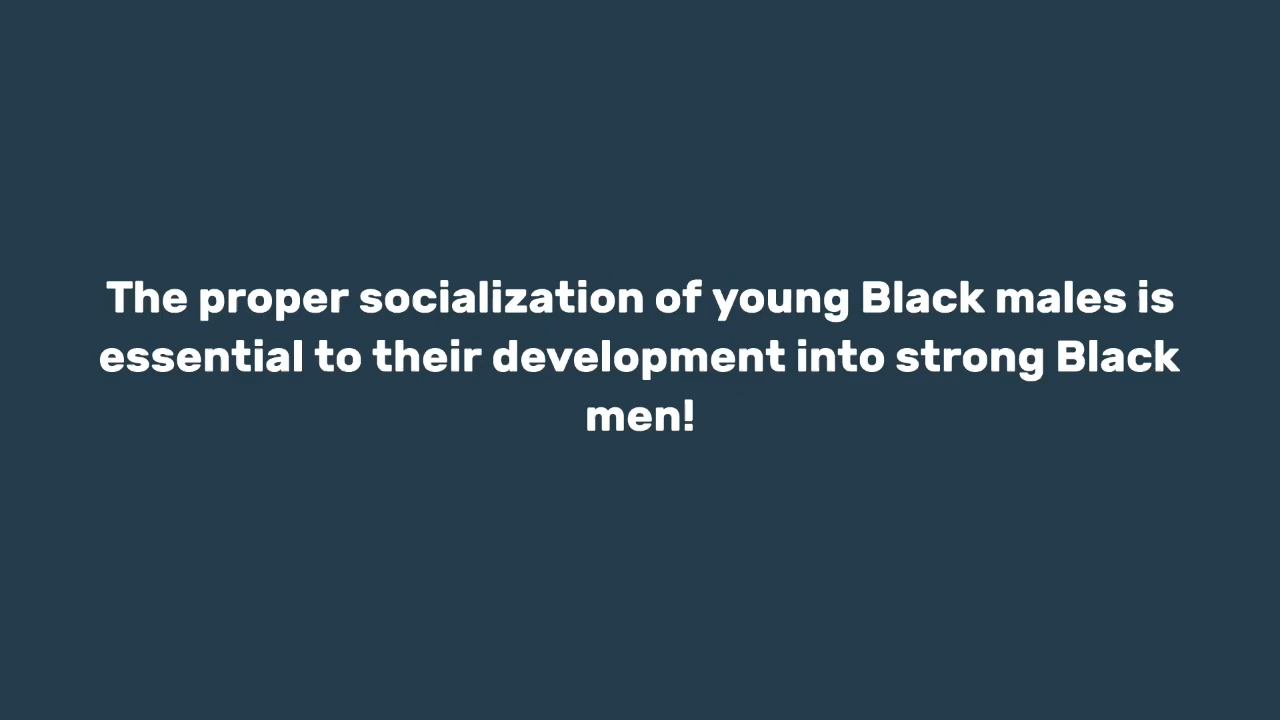 The proper socialization of young Black males is
essential to their development into strong Black
men!